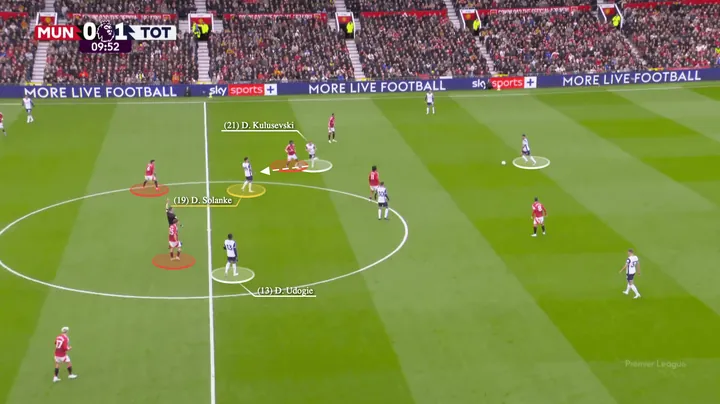 MUN 0 1 TOT
09:52
MORE LIVE FOOTBALL
sky sports
MORE LIVE FOOTBALL
sky sports
MORE LIVE FOOTBALL
(21) D. Kulusevski
(19) D. Solanke
(13) D. Udogie
Premier League